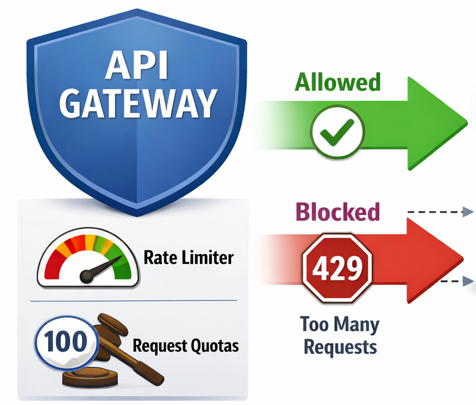 API
GATEWAY
Allowed
Blocked
429
Too Many
Requests
Rate Limiter
100
Request Quotas